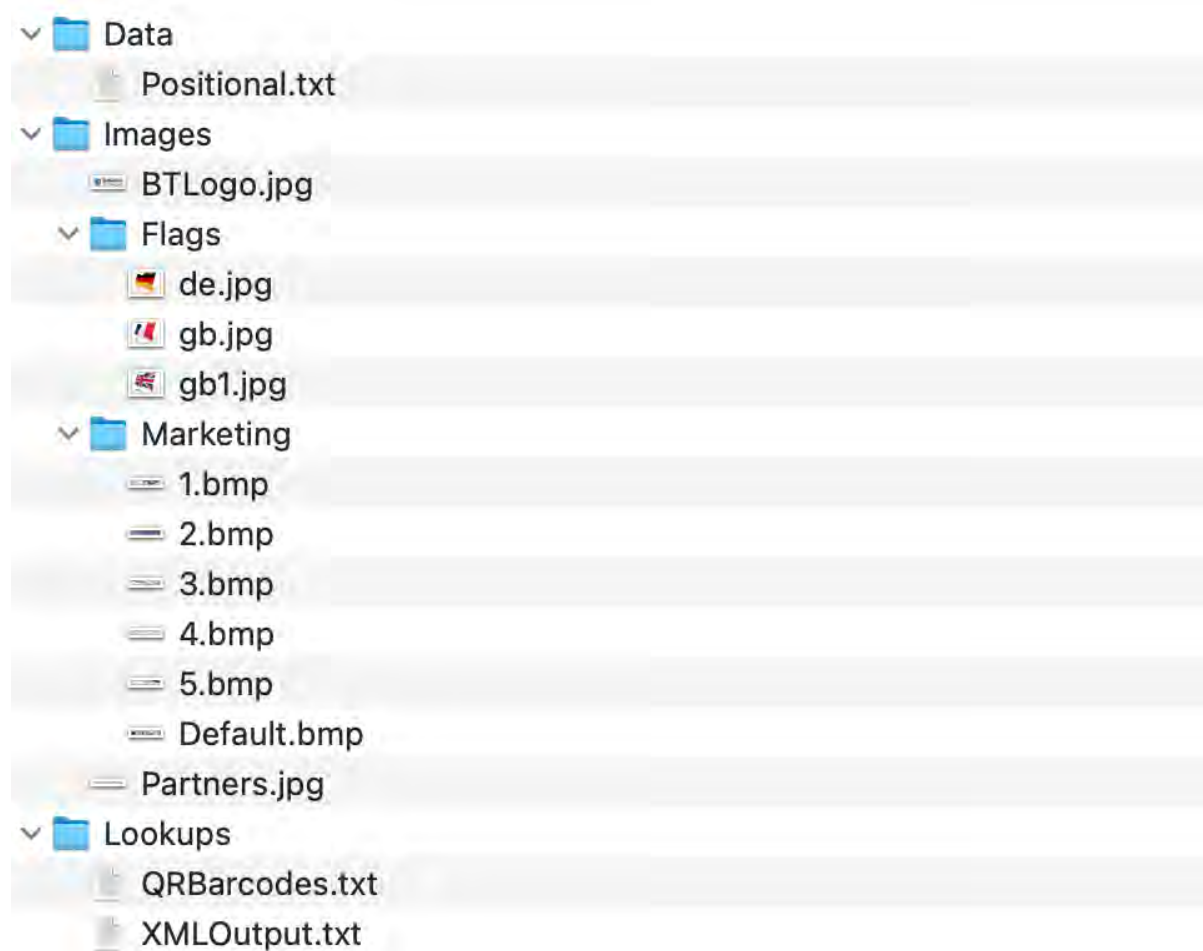 Data
Positional.txt
Images
BTLogo.jpg
Flags
de.jpg
gb.jpg
gb1.jpg
Marketing
1.bmp
2.bmp
3.bmp
4.bmp
5.bmp
Default.bmp
Partners.jpg
Lookups
QRBarcodes.txt
XMLOutput.txt